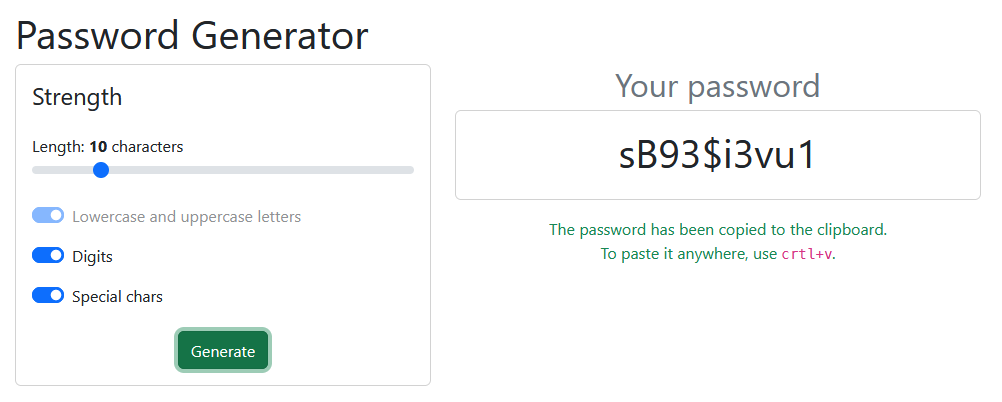 Password Generator
Strength
Length: 10 characters
Lowercase and uppercase letters
Digits
Special chars
Generate
Your password
sB93$i3vu1
The password has been copied to the clipboard.
To paste it anywhere, use crtl+v.